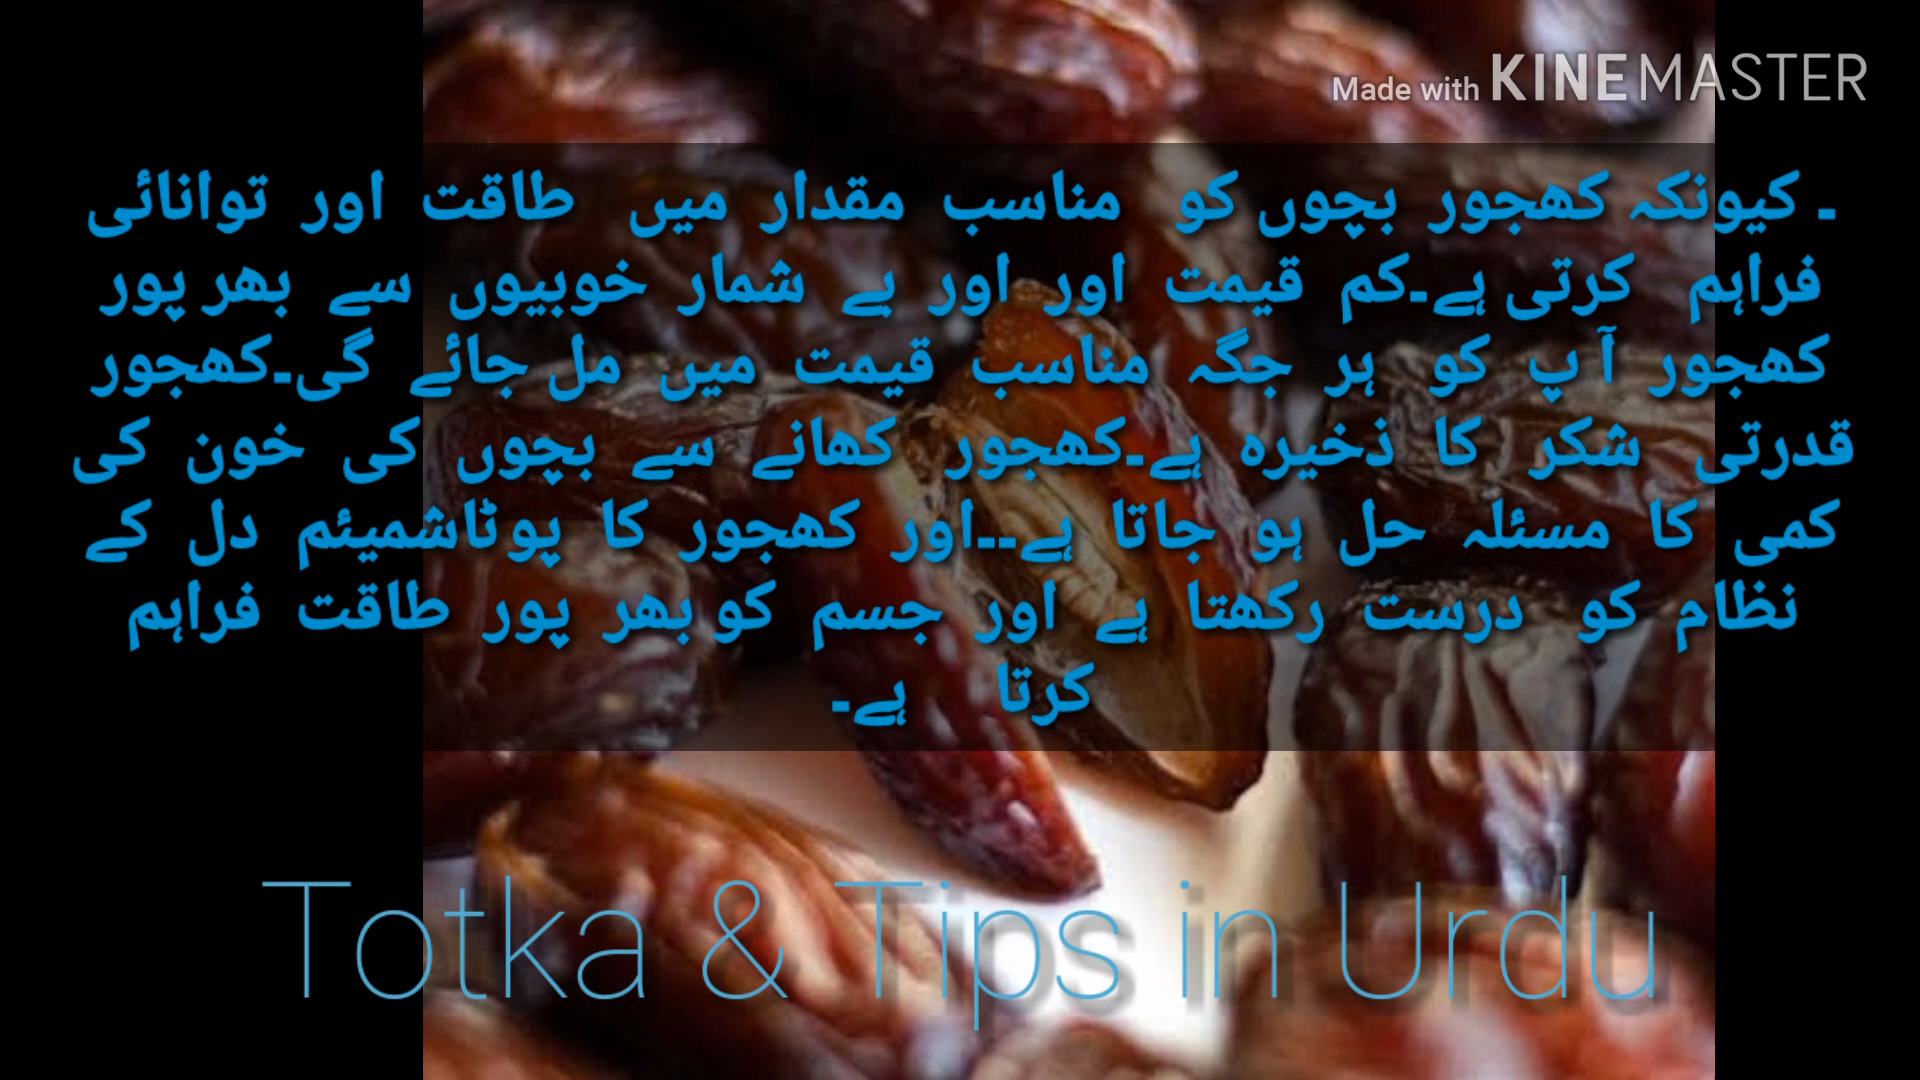 Made with KINEMASTER
۔ کیونکہ کھجور بچوں کو مناسب مقدار میں طاقت اور توانائی
فراہم کرتی ہے۔کم قیمت اور اور بے شمار خوبیوں سے بھر پور
کھجور آ پ کو ہر جگہ مناسب قیمت میں مل جائے گی۔کھجور
قدرتی شکر کا ذخیرہ ہے۔کھجور کھانے سے بچوں کی خون کی
کمی کا مسئلہ حل ہو جاتا ہے۔۔اور کھجور کا پوٹاشمیئم دل کے
نظام کو درست رکھتا ہے اور جسم کو بھر پور طاقت فراہم
کرتا ہے۔
Totka & Tips in Urdu